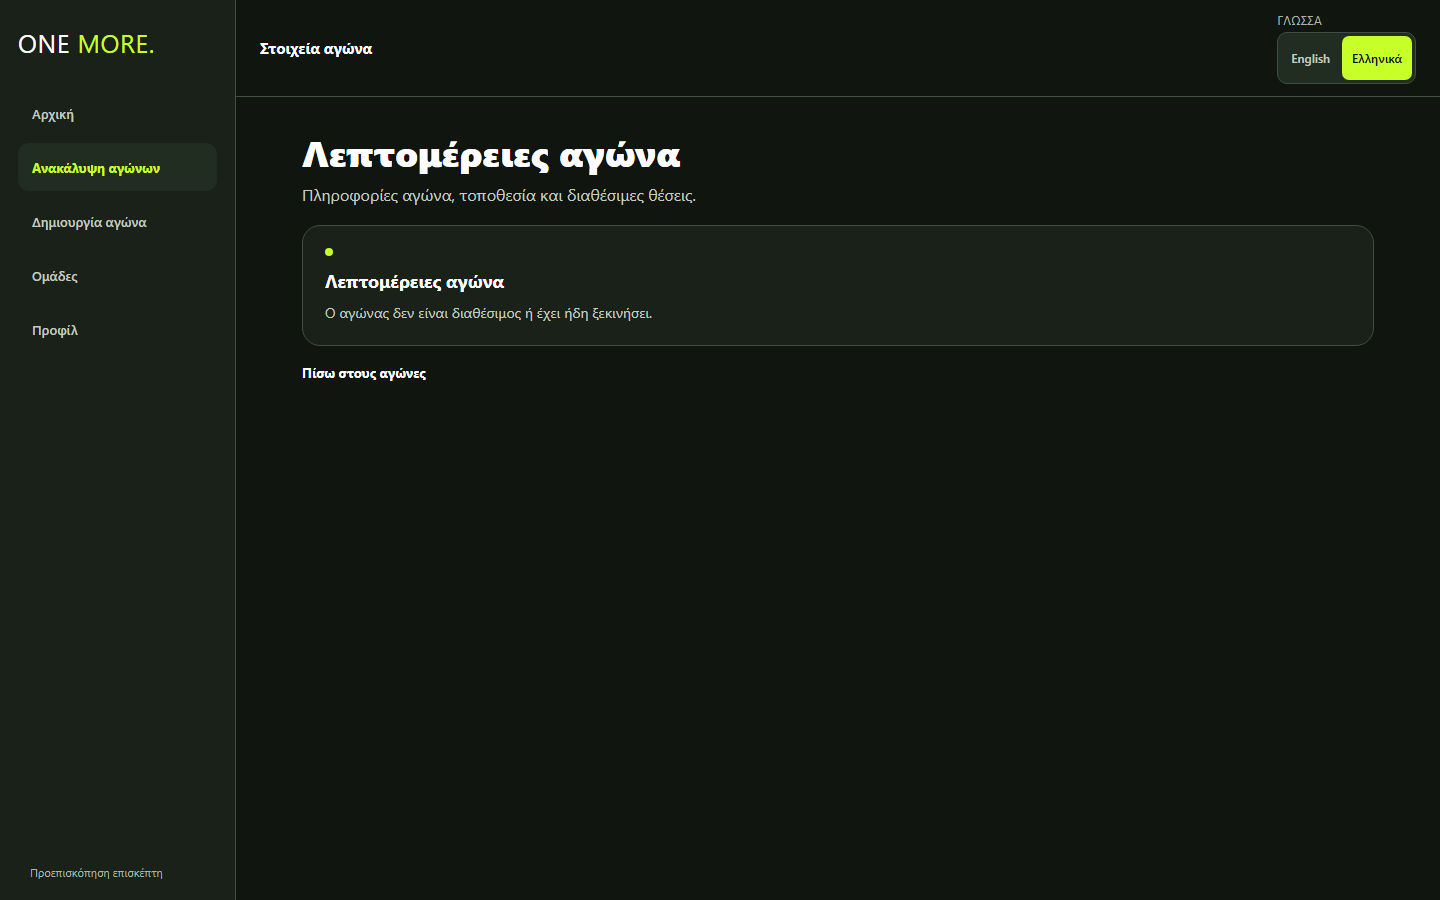 ONE MORE.
Αρχική
Ανακάλυψη αγώνων
Δημιουργία αγώνα
Ομάδες
Προφίλ
Προεπισκόπηση επισκέπτη
Στοιχεία αγώνα
ΓΛΩΣΣΑ
English Ελληνικά
Λεπτομέρειες αγώνα
Πληροφορίες αγώνα, τοποθεσία και διαθέσιμες θέσεις.
Λεπτομέρειες αγώνα
Ο αγώνας δεν είναι διαθέσιμος ή έχει ήδη ξεκινήσει.
Πίσω στους αγώνες